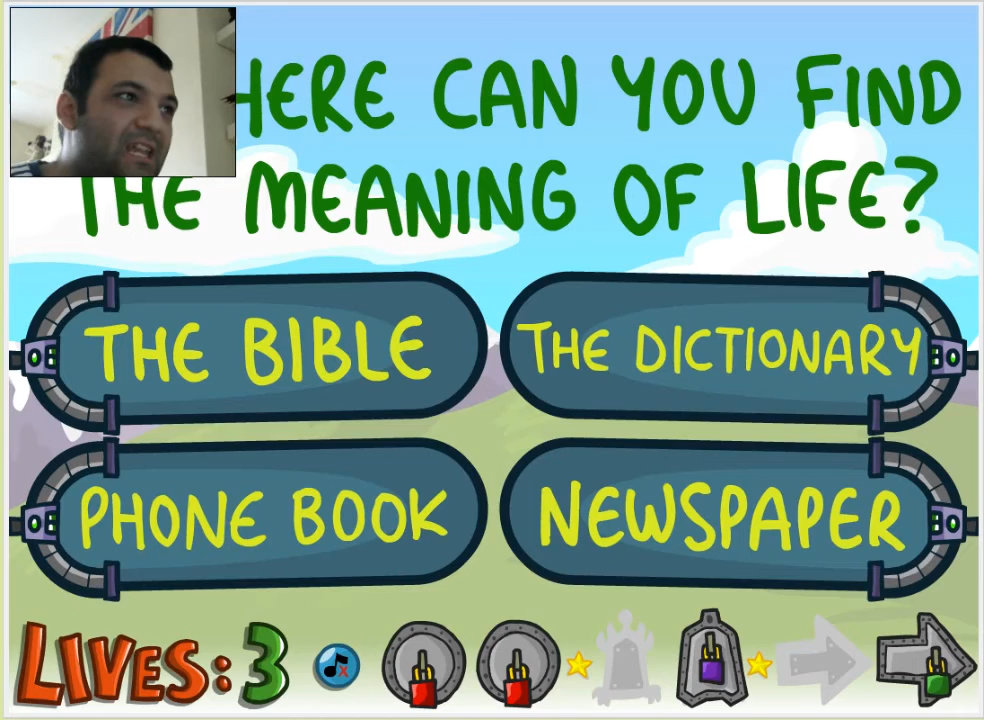 HERE CAN YOU FIND
THE MEANING OF LIFE?
THE BIBLE
THE DICTIONARY
PHONE BOOK
NEWSPAPER
LIVES: 3